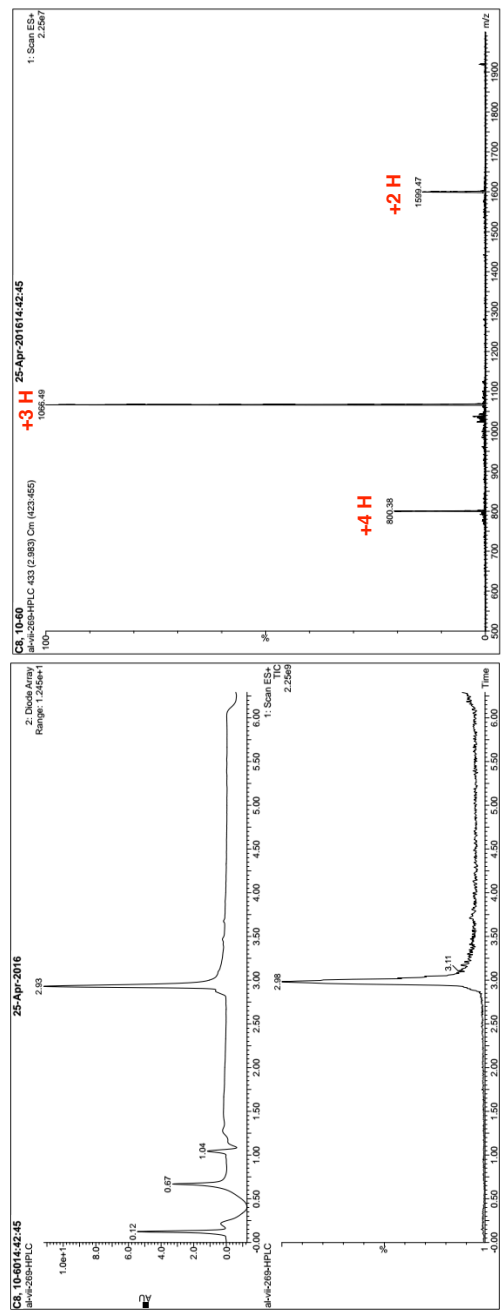 C8, 10-6014:42:45 25-Apr-2016
al-vii-269-HPLC 2: Diode Array
Range: 1.245e+1
AU
1.0e+1
8.0
6.0
4.0
2.0
0.0
0.12
0.67
1.04
2.93
al-vii-269-HPLC 1: Scan ES+
TIC
2.25e9
%
1
2.98
3.11
-0.00 0.50 1.00 1.50 2.00 2.50 3.00 3.50 4.00 4.50 5.00 5.50 6.00
Time
C8, 10-60 25-Apr-201614:42:45
al-vii-269-HPLC 433 (2.983) Cm (423:455) 1: Scan ES+
2.25e7
100
%
0
+3 H
1066.49
+4 H
800.38
+2 H
1599.47
500 600 700 800 900 1000 1100 1200 1300 1400 1500 1600 1700 1800 1900
m/z